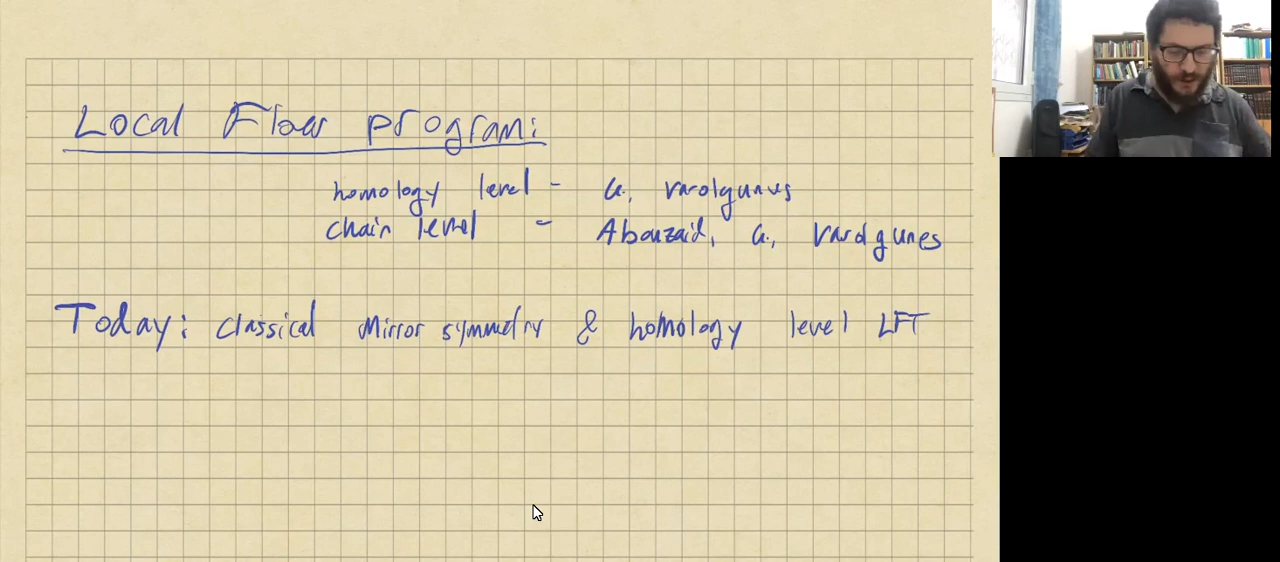 Local Floer program:
homology level - G. Varolgunes
chain level - Abouzaid, G., Varolgunes
Today: Classical Mirror symmetry & homology level LFT